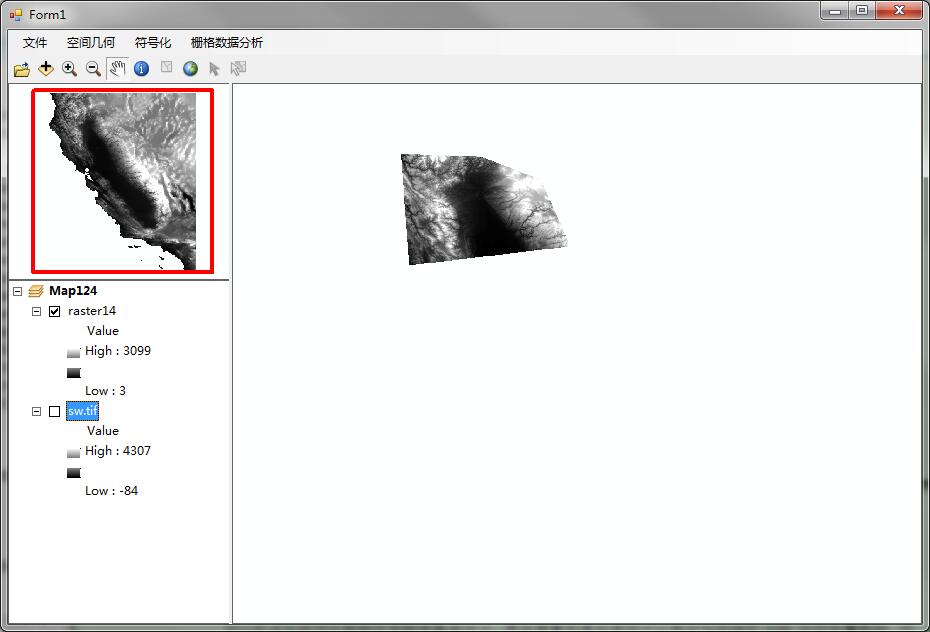 Form1
文件 空间几何 符号化 栅格数据分析
Map124
raster14
Value
High : 3099
Low : 3
sw.tif
Value
High : 4307
Low : -84